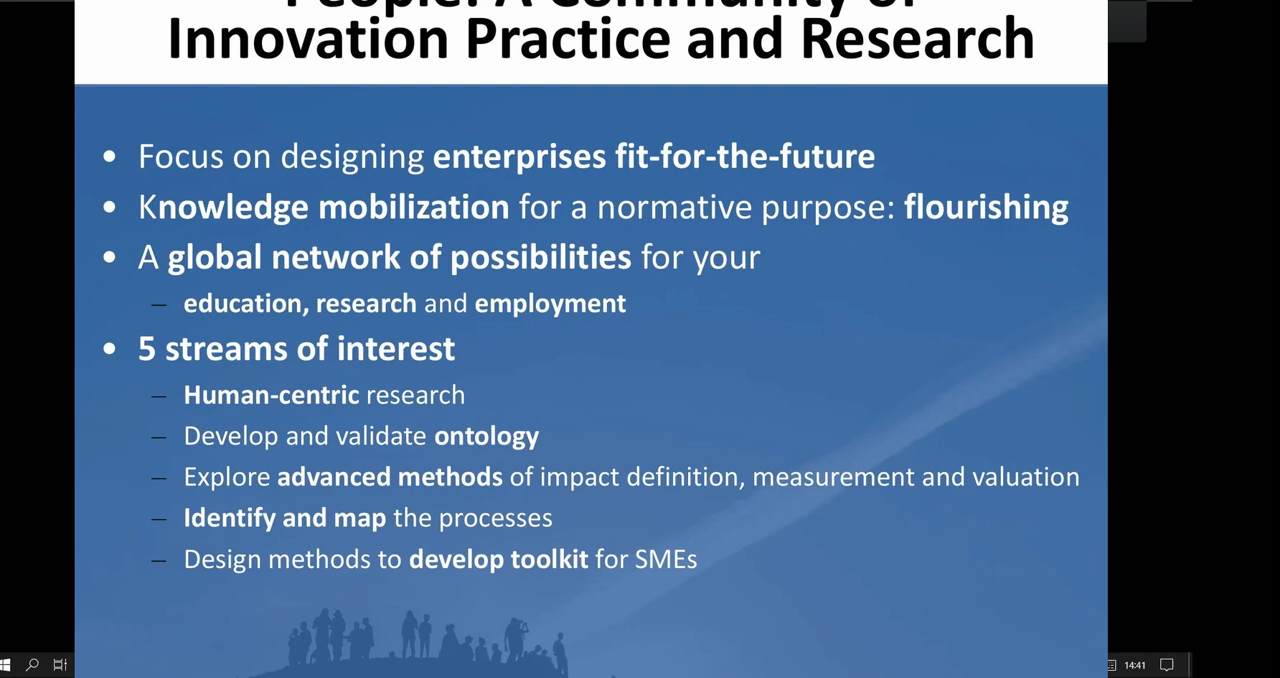 People: A Community of
Innovation Practice and Research
• Focus on designing enterprises fit-for-the-future
• Knowledge mobilization for a normative purpose: flourishing
• A global network of possibilities for your
– education, research and employment
• 5 streams of interest
– Human-centric research
– Develop and validate ontology
– Explore advanced methods of impact definition, measurement and valuation
– Identify and map the processes
– Design methods to develop toolkit for SMEs
14:41